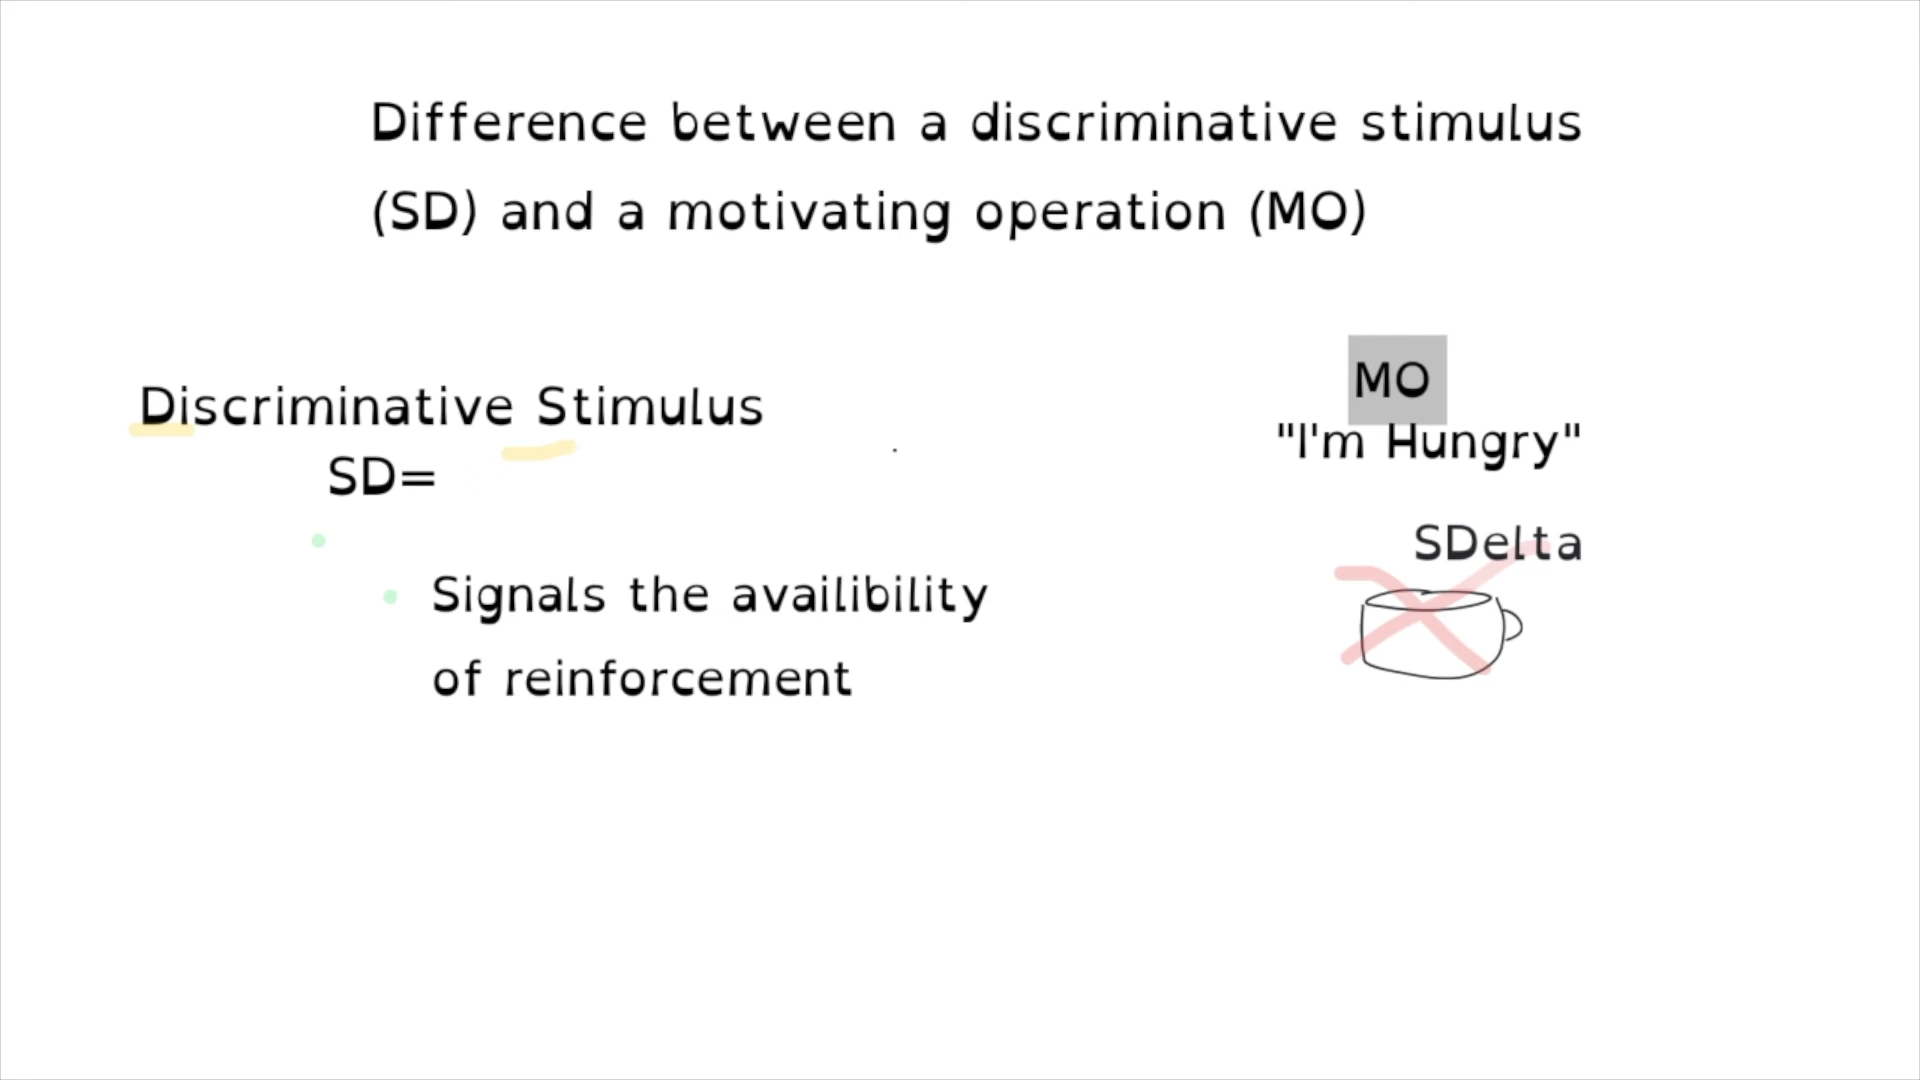 Difference between a discriminative stimulus
(SD) and a motivating operation (MO)
Discriminative Stimulus
SD=
Signals the availibility
of reinforcement
MO
"I'm Hungry"
SDelta